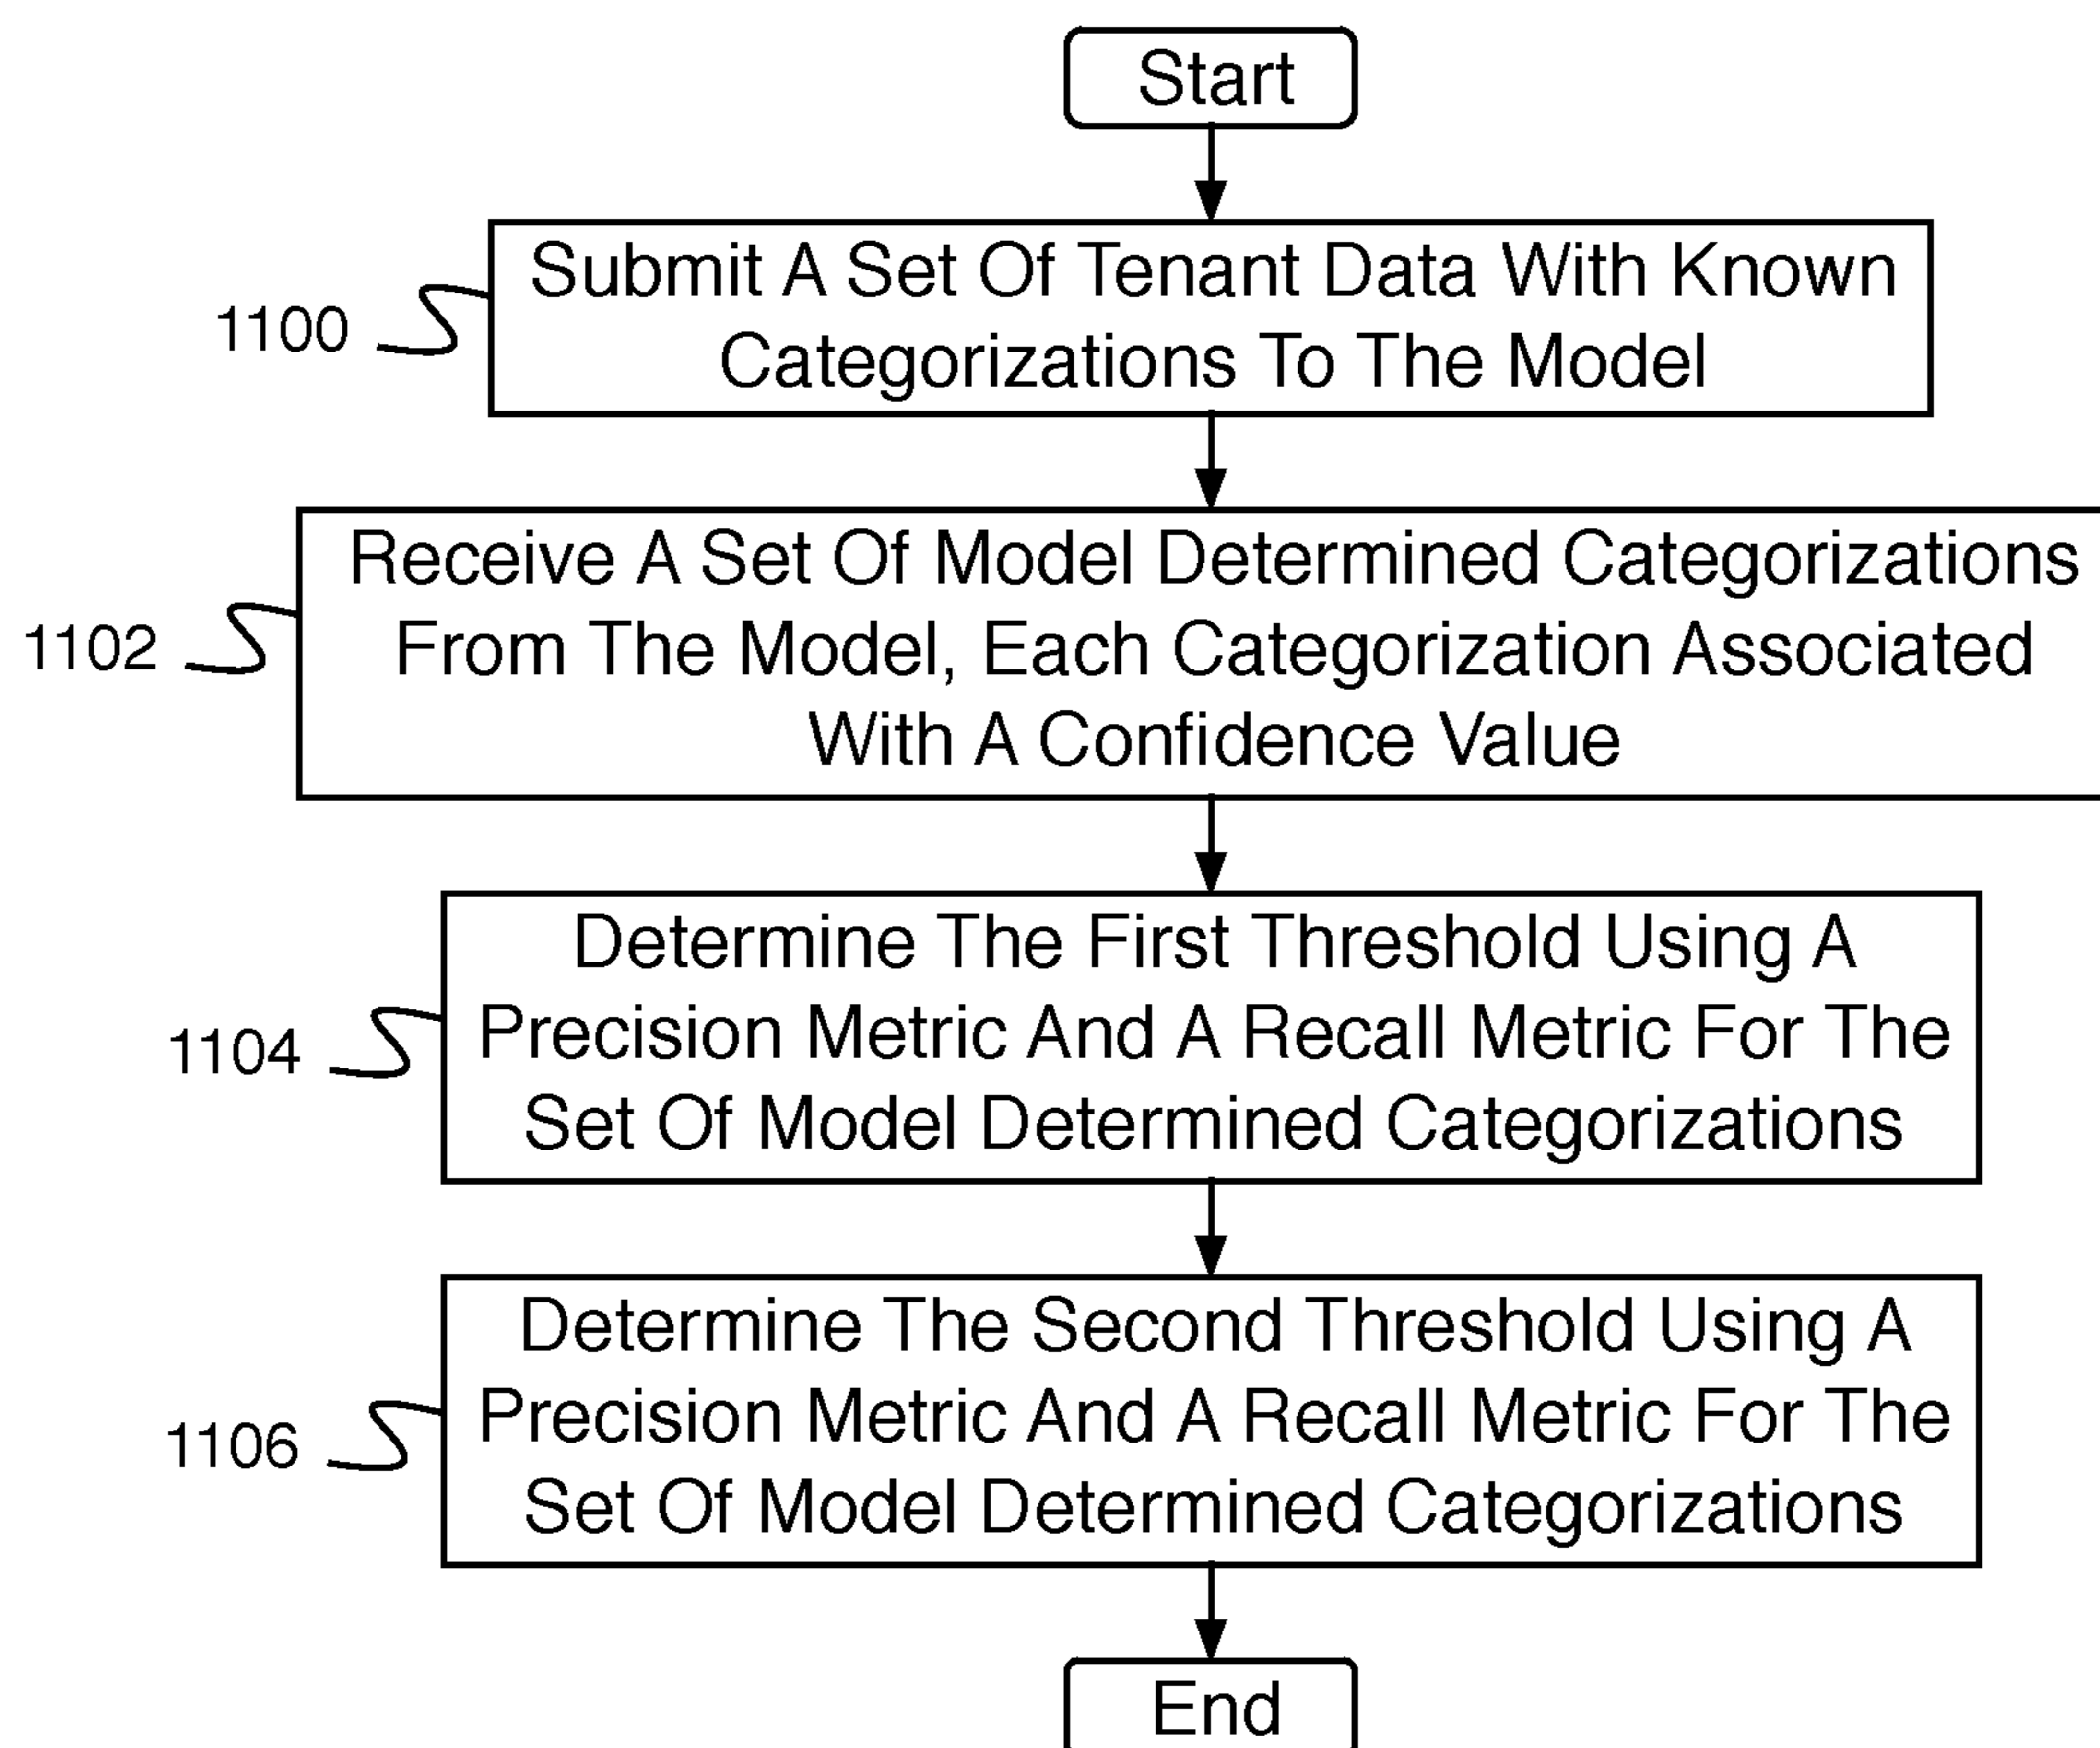 Start
Submit A Set Of Tenant Data With Known
Categorizations To The Model
1100
Receive A Set Of Model Determined Categorizations
From The Model, Each Categorization Associated
With A Confidence Value
1102
Determine The First Threshold Using A
Precision Metric And A Recall Metric For The
Set Of Model Determined Categorizations
1104
Determine The Second Threshold Using A
Precision Metric And A Recall Metric For The
Set Of Model Determined Categorizations
1106
End